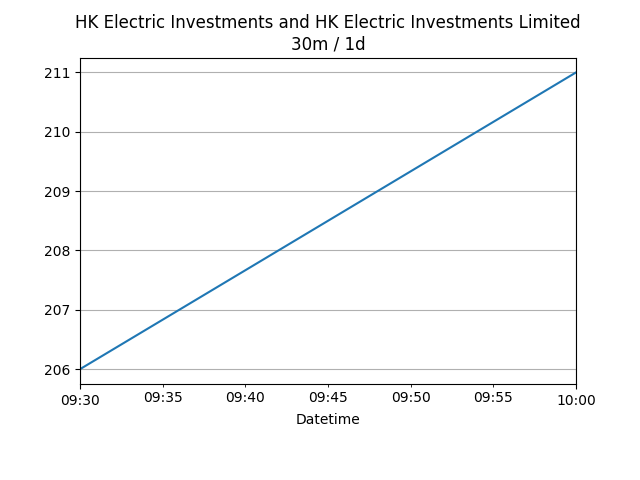 HK Electric Investments and HK Electric Investments Limited
30m / 1d
211
210
209
208
207
206
09:30 09:35 09:40 09:45 09:50 09:55 10:00
Datetime